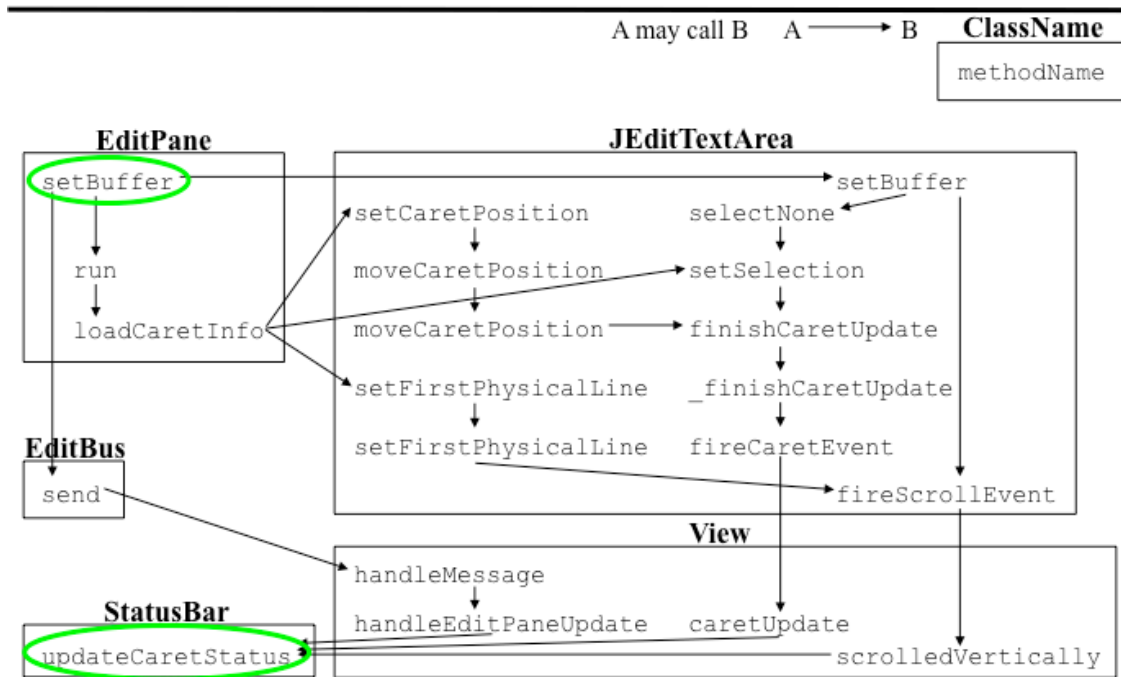 A may call B A B ClassName
methodName
EditPane
JEditTextArea
setBuffer
setBuffer
setCaretPosition
selectNone
run
moveCaretPosition
setSelection
loadCaretInfo
moveCaretPosition
finishCaretUpdate
setFirstPhysicalLine
_finishCaretUpdate
EditBus
setFirstPhysicalLine
fireCaretEvent
send
fireScrollEvent
View
handleMessage
StatusBar
handleEditPaneUpdate
caretUpdate
updateCaretStatus
scrolledVertically